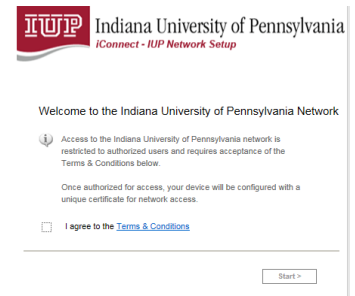 IUP Indiana University of Pennsylvania
iConnect - IUP Network Setup
Welcome to the Indiana University of Pennsylvania Network
Access to the Indiana University of Pennsylvania network is
restricted to authorized users and requires acceptance of the
Terms & Conditions below.
Once authorized for access, your device will be configured with a
unique certificate for network access.
I agree to the Terms & Conditions
Start >